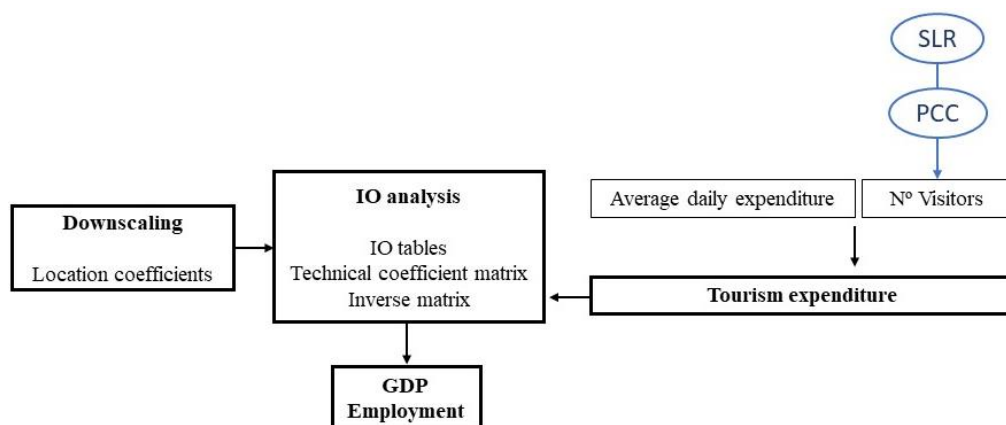 SLR
PCC
Average daily expenditure
Nº Visitors
Tourism expenditure
IO analysis
IO tables
Technical coefficient matrix
Inverse matrix
Downscaling
Location coefficients
GDP
Employment